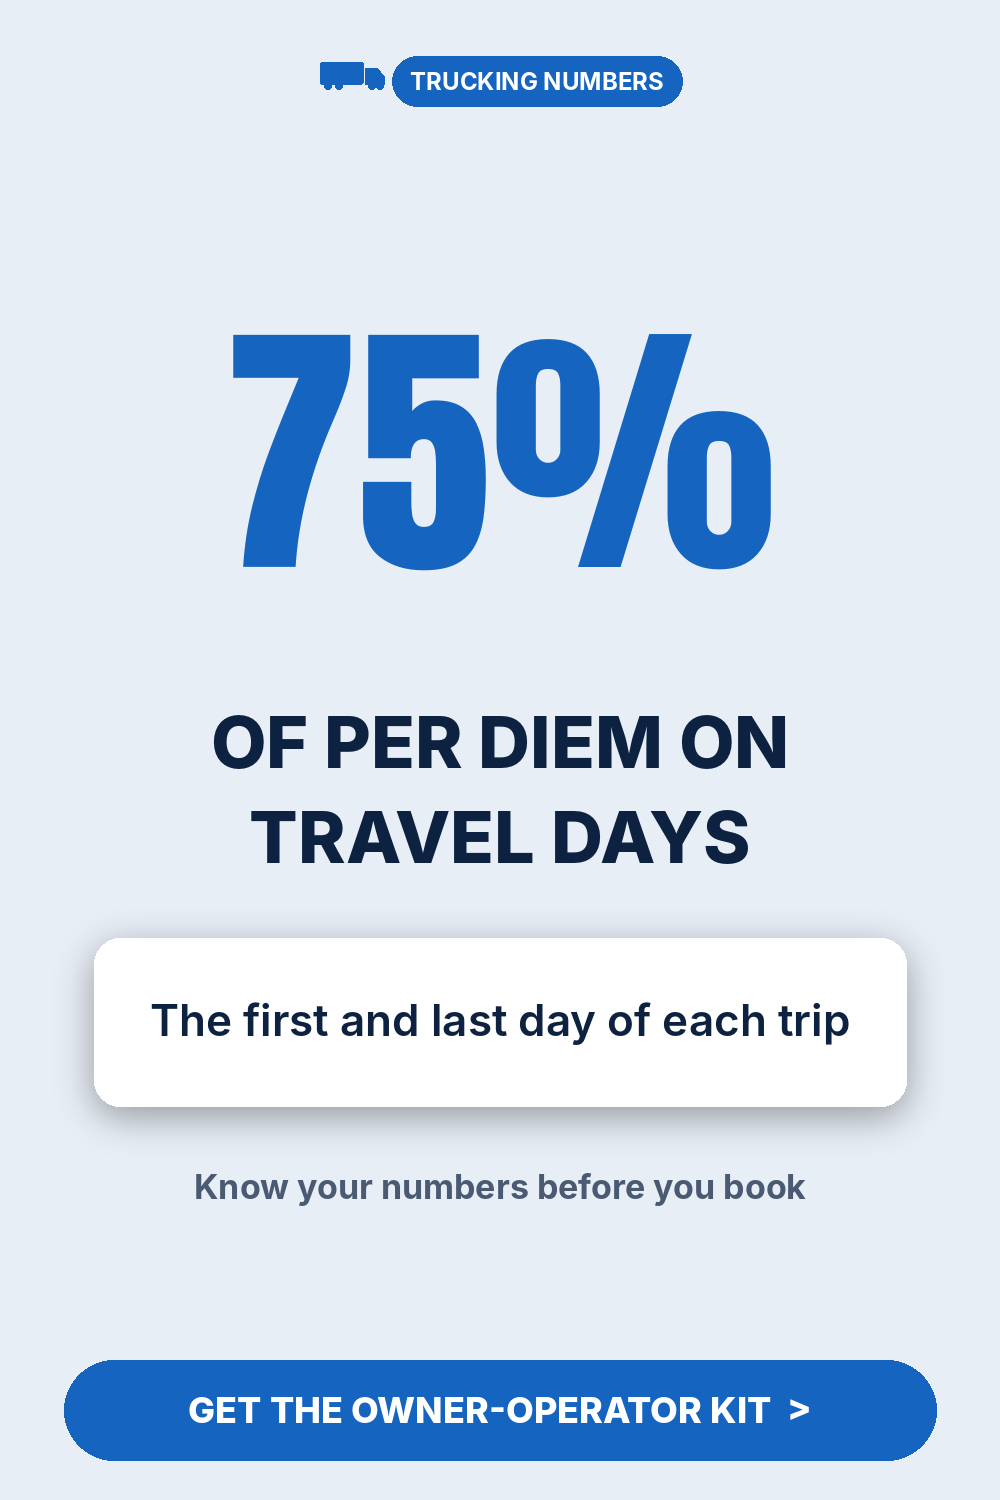 TRUCKING NUMBERS
75%
OF PER DIEM ON
TRAVEL DAYS
The first and last day of each trip
Know your numbers before you book
GET THE OWNER-OPERATOR KIT >